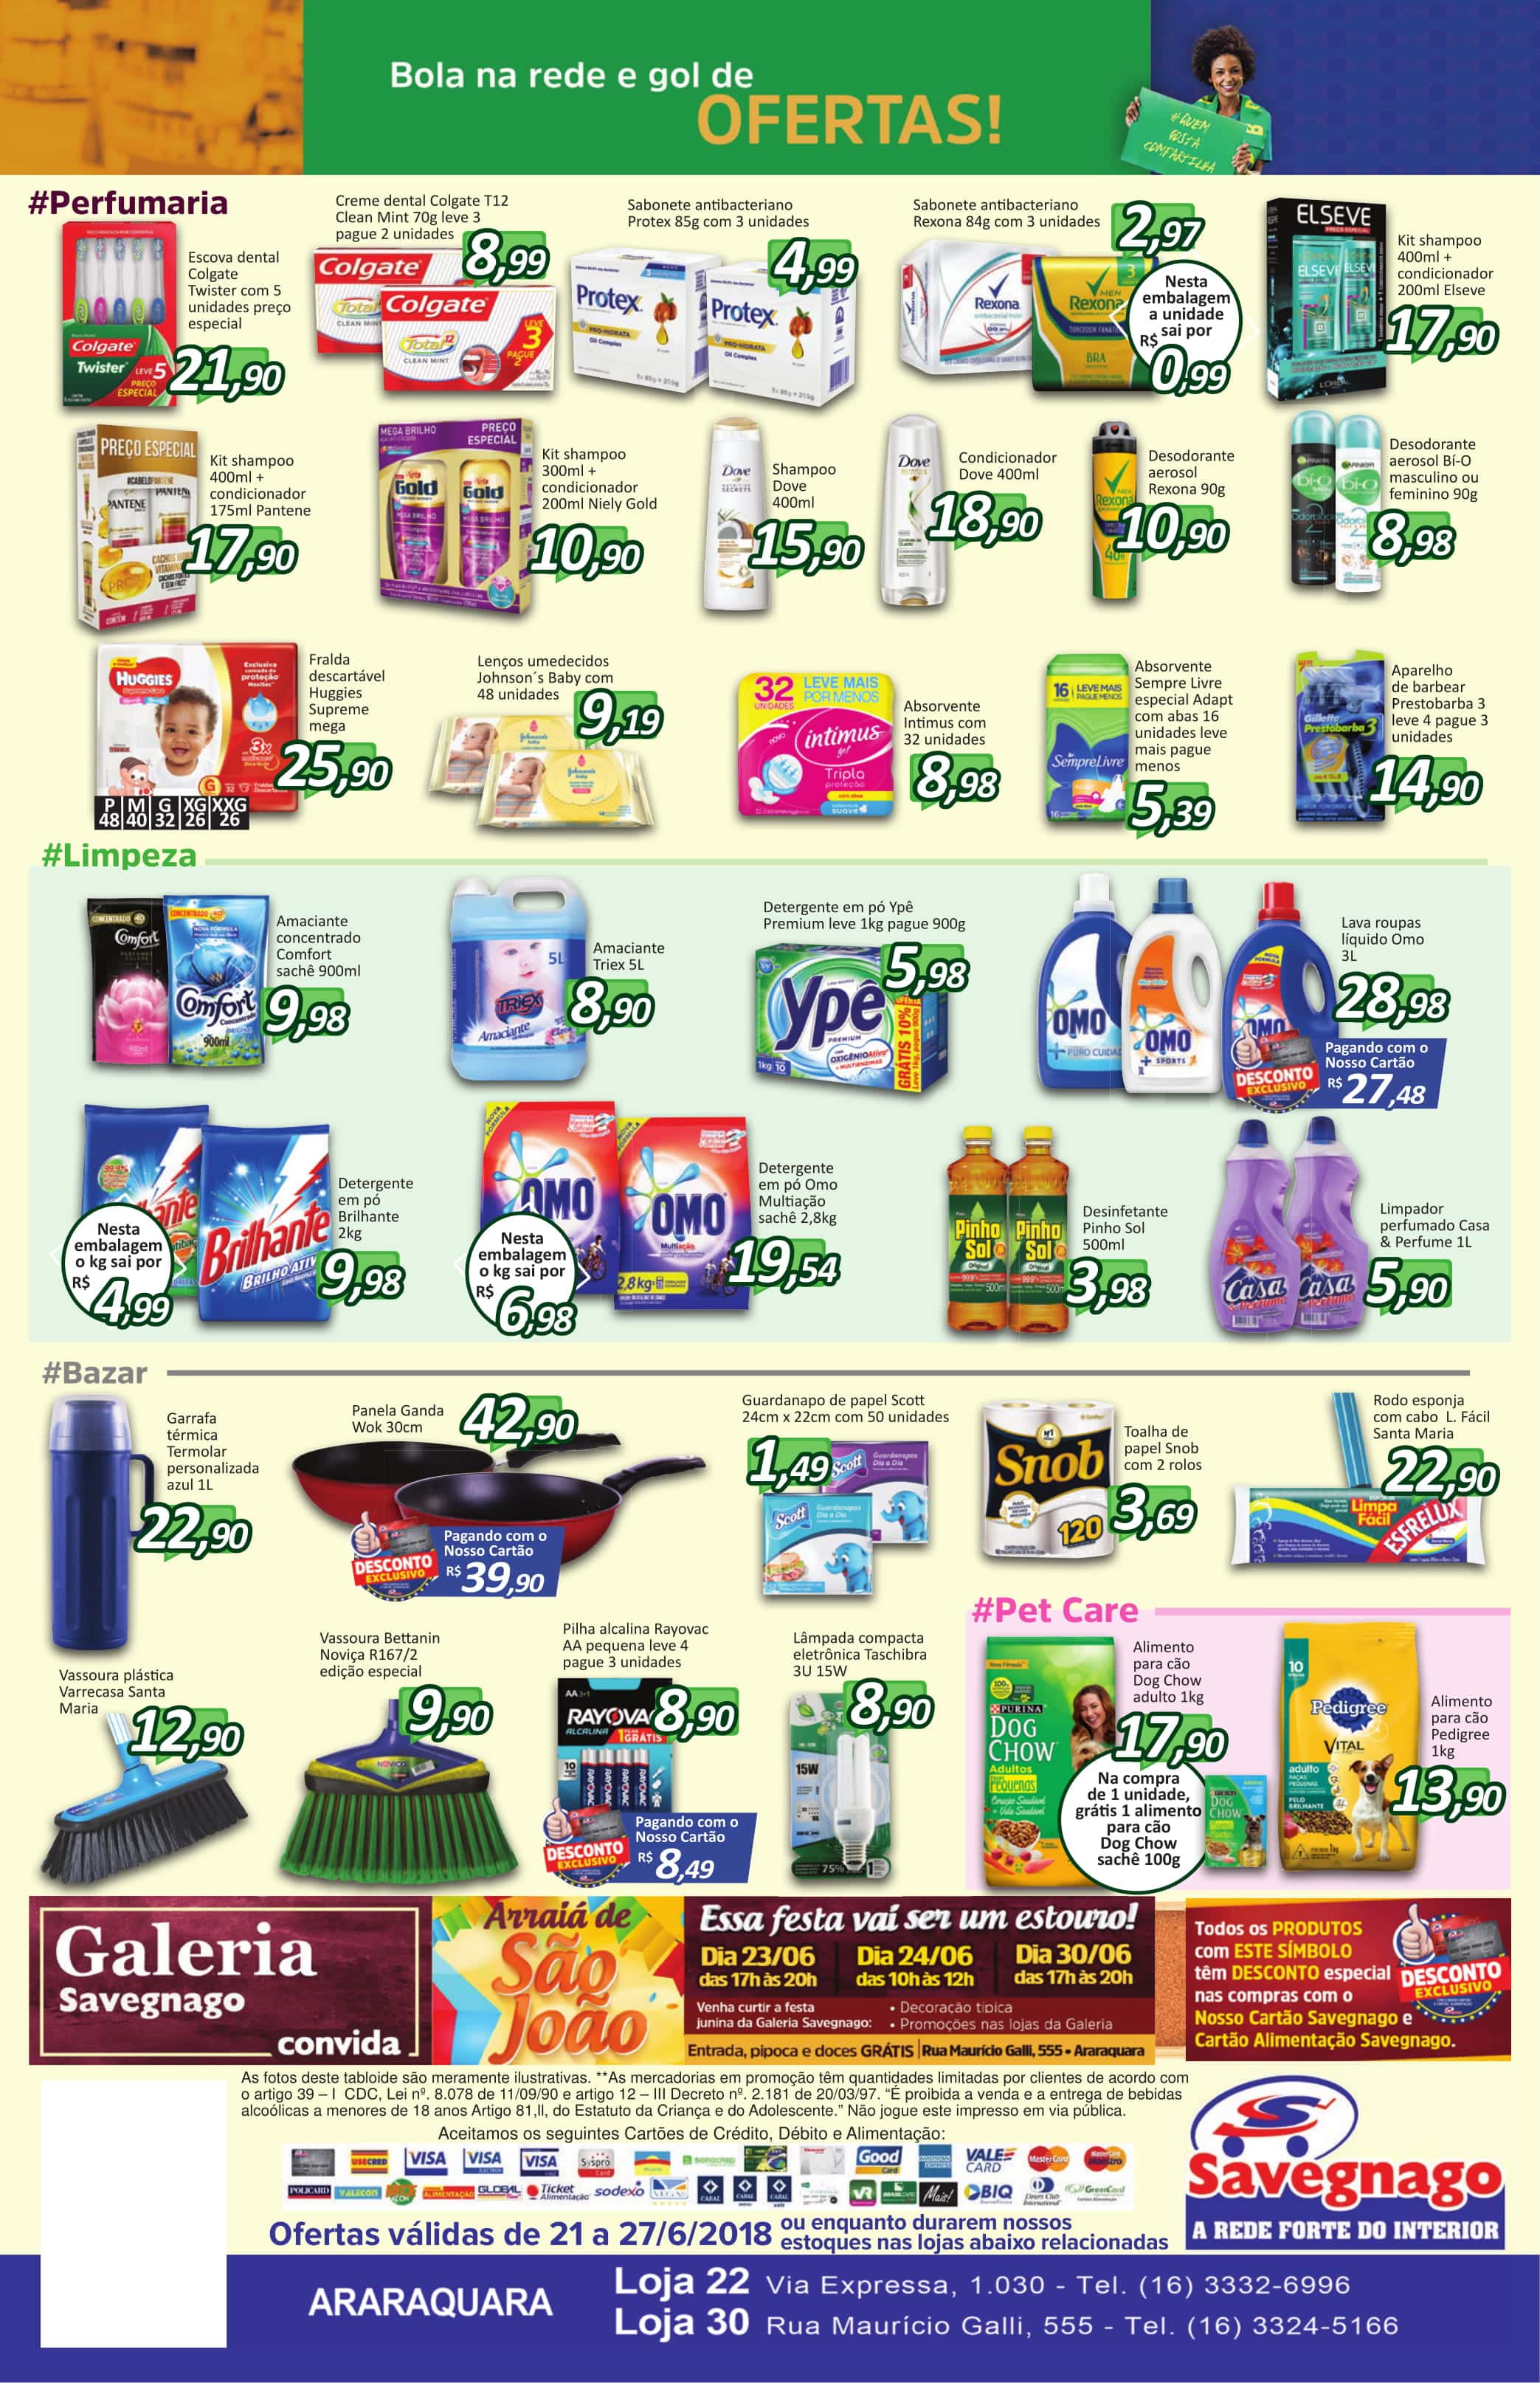 Bola na rede e gol de
OFERTAS!
#QUEM
GOSTA
COMPARTILHA
#Perfumaria
Escova dental
Colgate
Twister com 5
unidades preço
especial
21,90
Creme dental Colgate T12
Clean Mint 70g leve 3
pague 2 unidades
8,99
Sabonete antibacteriano
Protex 85g com 3 unidades
4,99
Sabonete antibacteriano
Rexona 84g com 3 unidades
2,97
Nesta
embalagem
a unidade
sai por
R$
0,99
Kit shampoo
400ml +
condicionador
200ml Elseve
17,90
Kit shampoo
400ml +
condicionador
175ml Pantene
17,90
Kit shampoo
300ml +
condicionador
200ml Niely Gold
10,90
Shampoo
Dove
400ml
15,90
Condicionador
Dove 400ml
18,90
Desodorante
aerosol
Rexona 90g
10,90
Desodorante
aerosol Bí-O
masculino ou
feminino 90g
8,98
Fralda
descartável
Huggies
Supreme
mega
25,90
P M G XG XXG
48 40 32 26 26
Lenços umedecidos
Johnson´s Baby com
48 unidades
9,19
Absorvente
Intimus com
32 unidades
8,98
Absorvente
Sempre Livre
especial Adapt
com abas 16
unidades leve
mais pague
menos
5,39
Aparelho
de barbear
Prestobarba 3
leve 4 pague 3
unidades
14,90
#Limpeza
Amaciante
concentrado
Comfort
sachê 900ml
9,98
Amaciante
Triex 5L
8,90
Detergente em pó Ypê
Premium leve 1kg pague 900g
5,98
Lava roupas
líquido Omo
3L
28,98
DESCONTO
EXCLUSIVO
Pagando com o
Nosso Cartão
R$ 27,48
Detergente
em pó
Brilhante
2kg
9,98
Nesta
embalagem
o kg sai por
R$
4,99
Detergente
em pó Omo
Multiação
sachê 2,8kg
19,54
Nesta
embalagem
o kg sai por
R$
6,98
Desinfetante
Pinho Sol
500ml
3,98
Limpador
perfumado Casa
& Perfume 1L
5,90
#Bazar
Garrafa
térmica
Termolar
personalizada
azul 1L
22,90
Panela Ganda
Wok 30cm
42,90
DESCONTO
EXCLUSIVO
Pagando com o
Nosso Cartão
R$ 39,90
Guardanapo de papel Scott
24cm x 22cm com 50 unidades
1,49
Toalha de
papel Snob
com 2 rolos
3,69
Rodo esponja
com cabo L. Fácil
Santa Maria
22,90
Vassoura plástica
Varrecasa Santa
Maria
12,90
Vassoura Bettanin
Noviça R167/2
edição especial
9,90
Pilha alcalina Rayovac
AA pequena leve 4
pague 3 unidades
8,90
DESCONTO
EXCLUSIVO
Pagando com o
Nosso Cartão
R$ 8,49
Lâmpada compacta
eletrônica Taschibra
3U 15W
8,90
#Pet Care
Alimento
para cão
Dog Chow
adulto 1kg
17,90
Na compra
de 1 unidade,
grátis 1 alimento
para cão
Dog Chow
sachê 100g
Alimento
para cão
Pedigree
1kg
13,90
Galeria
Savegnago
convida
Arraiá de
São
João
Essa festa vai ser um estouro!
Dia 23/06
das 17h às 20h
Dia 24/06
das 10h às 12h
Dia 30/06
das 17h às 20h
Venha curtir a festa
junina da Galeria Savegnago:
• Decoração típica
• Promoções nas lojas da Galeria
Entrada, pipoca e doces GRÁTIS Rua Maurício Galli, 555 • Araraquara
Todos os PRODUTOS
com ESTE SÍMBOLO
têm DESCONTO especial
nas compras com o
Nosso Cartão Savegnago e
Cartão Alimentação Savegnago.
DESCONTO
EXCLUSIVO
As fotos deste tabloide são meramente ilustrativas. **As mercadorias em promoção têm quantidades limitadas por clientes de acordo com
o artigo 39 – I CDC, Lei nº. 8.078 de 11/09/90 e artigo 12 – III Decreto nº. 2.181 de 20/03/97. “É proibida a venda e a entrega de bebidas
alcoólicas a menores de 18 anos Artigo 81,ll, do Estatuto da Criança e do Adolescente.” Não jogue este impresso em via pública.
Aceitamos os seguintes Cartões de Crédito, Débito e Alimentação:
Ofertas válidas de 21 a 27/6/2018 ou enquanto durarem nossos
estoques nas lojas abaixo relacionadas
Savegnago
A REDE FORTE DO INTERIOR
ARARAQUARA
Loja 22 Via Expressa, 1.030 - Tel. (16) 3332-6996
Loja 30 Rua Maurício Galli, 555 - Tel. (16) 3324-5166